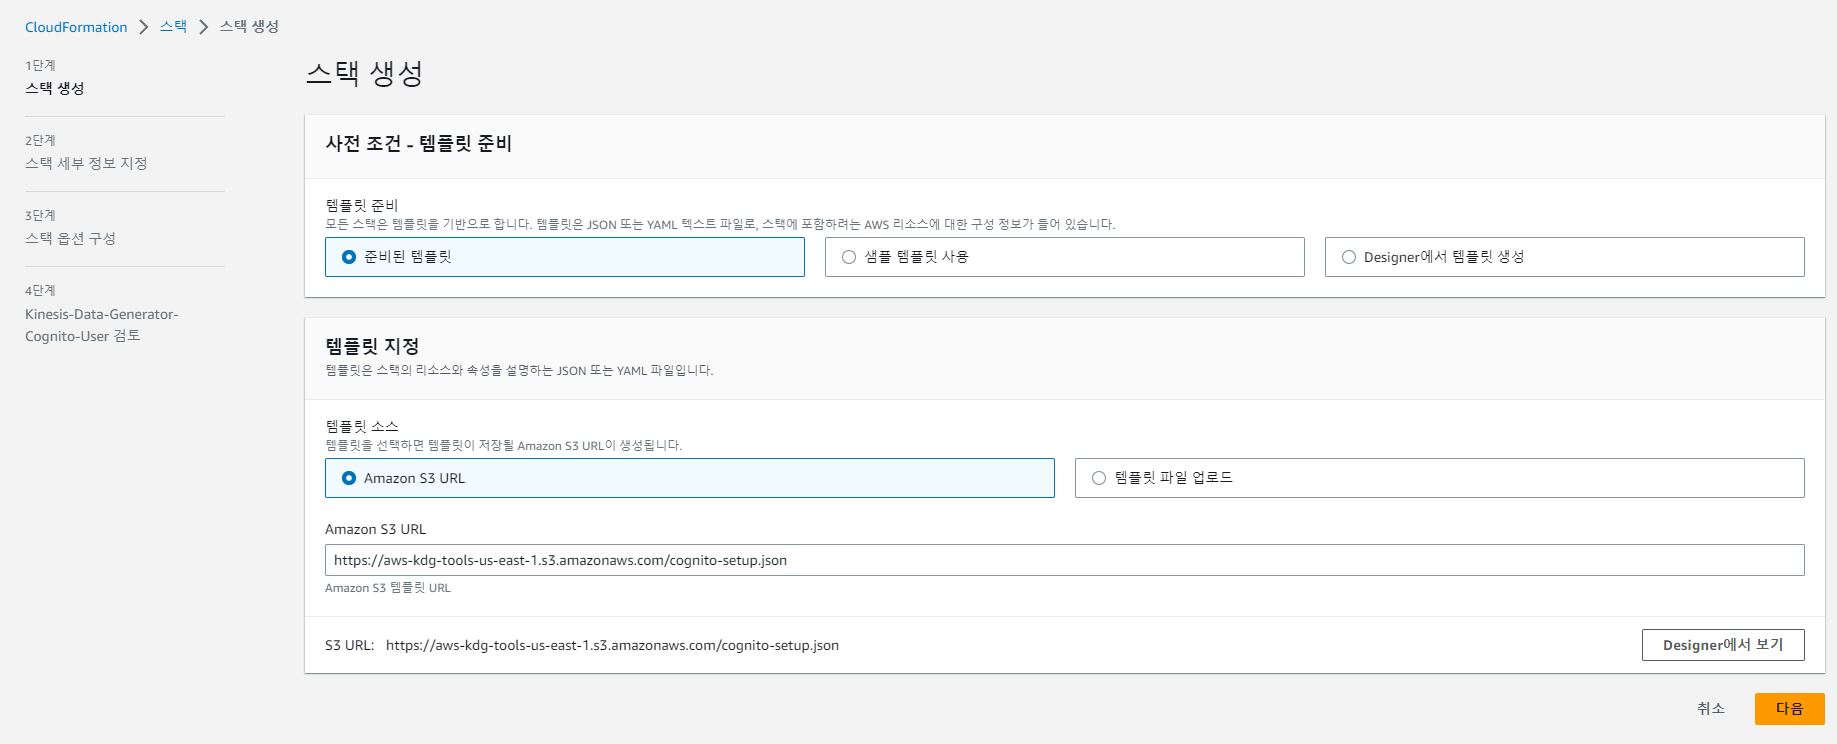 CloudFormation > 스택 > 스택 생성
1단계
스택 생성
2단계
스택 세부 정보 지정
3단계
스택 옵션 구성
4단계
Kinesis-Data-Generator-
Cognito-User 검토
스택 생성
사전 조건 - 템플릿 준비
템플릿 준비
모든 스택은 템플릿을 기반으로 합니다. 템플릿은 JSON 또는 YAML 텍스트 파일로, 스택에 포함하려는 AWS 리소스에 대한 구성 정보가 들어 있습니다.
준비된 템플릿 샘플 템플릿 사용 Designer에서 템플릿 생성
템플릿 지정
템플릿은 스택의 리소스와 속성을 설명하는 JSON 또는 YAML 파일입니다.
템플릿 소스
템플릿을 선택하면 템플릿이 저장될 Amazon S3 URL이 생성됩니다.
Amazon S3 URL 템플릿 파일 업로드
Amazon S3 URL
https://aws-kdg-tools-us-east-1.s3.amazonaws.com/cognito-setup.json
Amazon S3 템플릿 URL
S3 URL: https://aws-kdg-tools-us-east-1.s3.amazonaws.com/cognito-setup.json Designer에서 보기
취소 다음